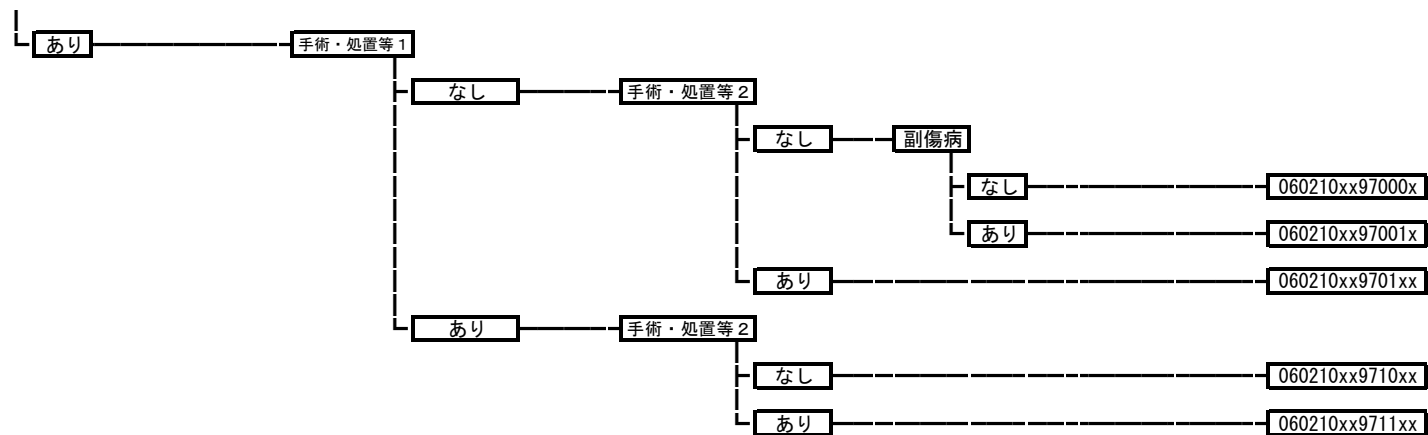 あり 手術・処置等1
なし 手術・処置等2
なし 副傷病
なし 060210xx97000x
あり 060210xx97001x
あり 060210xx9701xx
あり 手術・処置等2
なし 060210xx9710xx
あり 060210xx9711xx